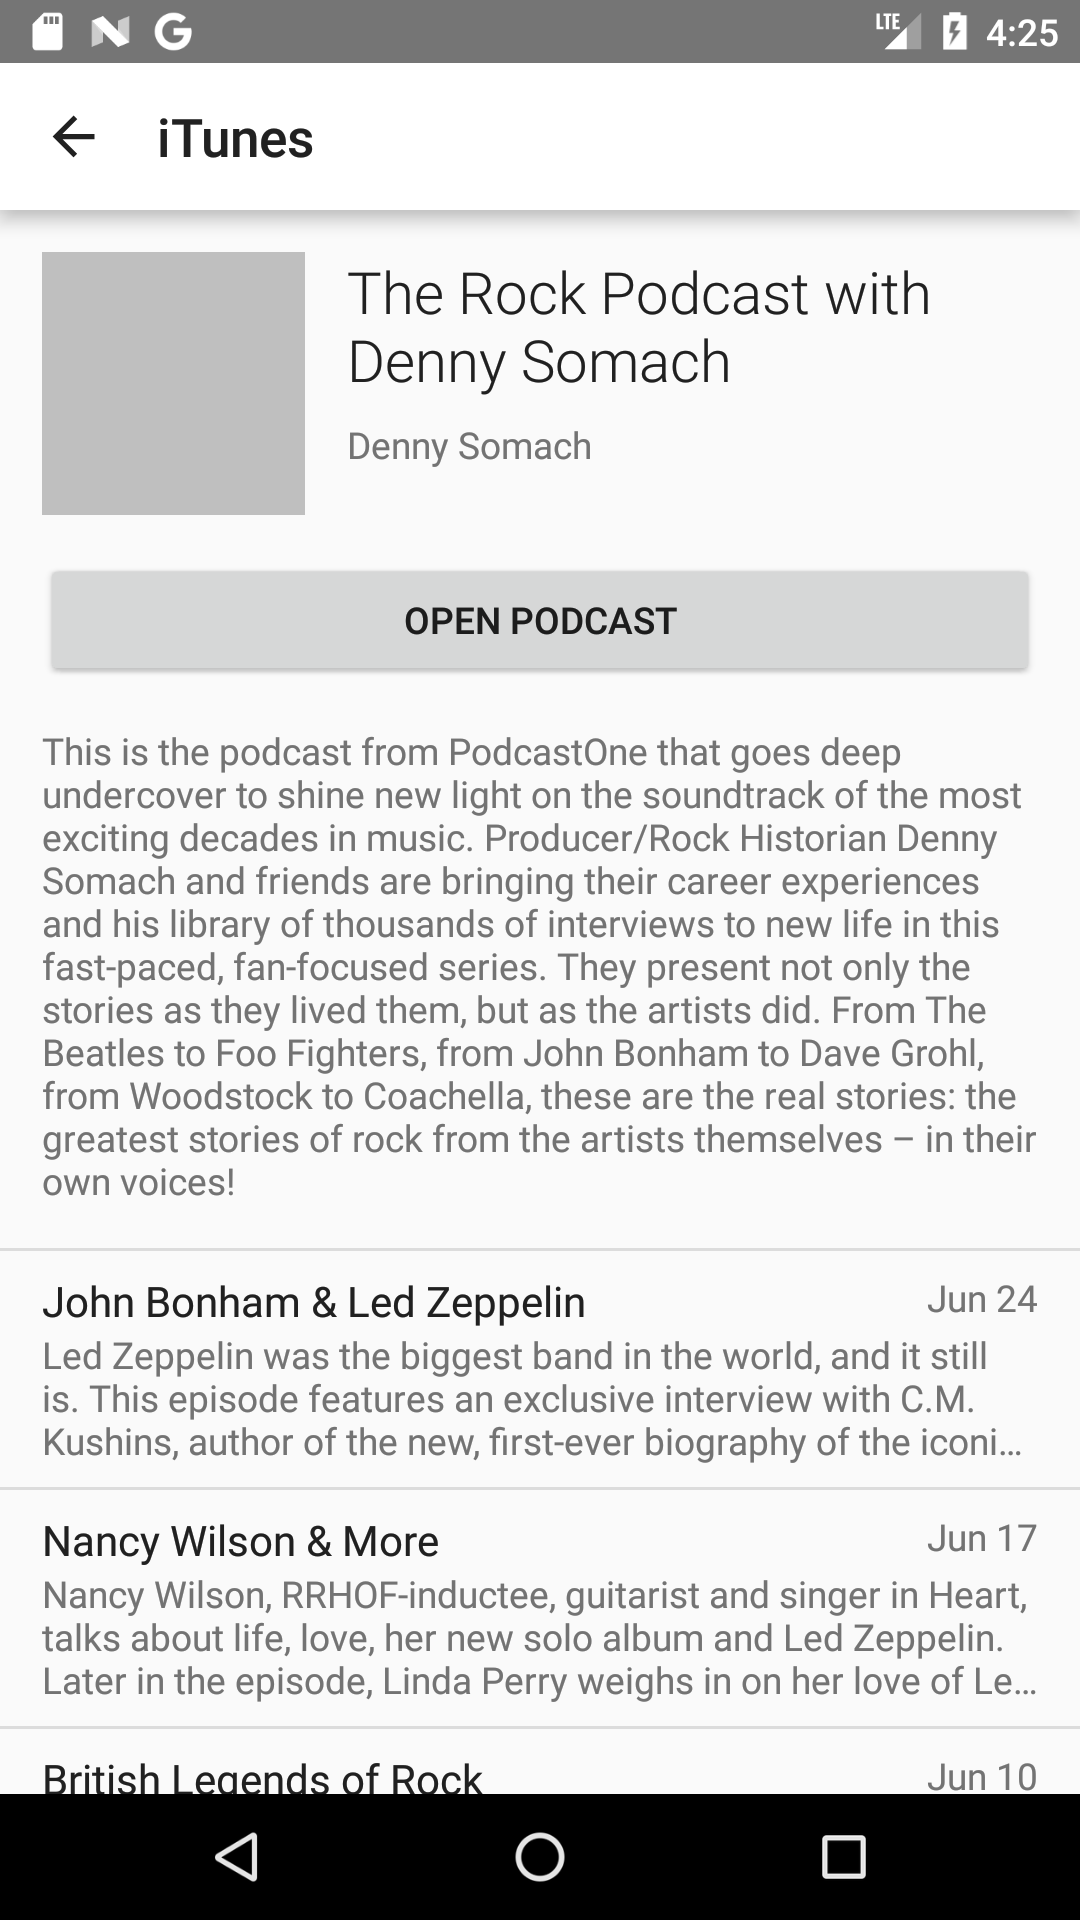 LTE 4:25
iTunes
The Rock Podcast with
Denny Somach
Denny Somach
OPEN PODCAST
This is the podcast from PodcastOne that goes deep
undercover to shine new light on the soundtrack of the most
exciting decades in music. Producer/Rock Historian Denny
Somach and friends are bringing their career experiences
and his library of thousands of interviews to new life in this
fast-paced, fan-focused series. They present not only the
stories as they lived them, but as the artists did. From The
Beatles to Foo Fighters, from John Bonham to Dave Grohl,
from Woodstock to Coachella, these are the real stories: the
greatest stories of rock from the artists themselves – in their
own voices!
John Bonham & Led Zeppelin Jun 24
Led Zeppelin was the biggest band in the world, and it still
is. This episode features an exclusive interview with C.M.
Kushins, author of the new, first-ever biography of the iconi…
Nancy Wilson & More Jun 17
Nancy Wilson, RRHOF-inductee, guitarist and singer in Heart,
talks about life, love, her new solo album and Led Zeppelin.
Later in the episode, Linda Perry weighs in on her love of Le…
British Legends of Rock Jun 10